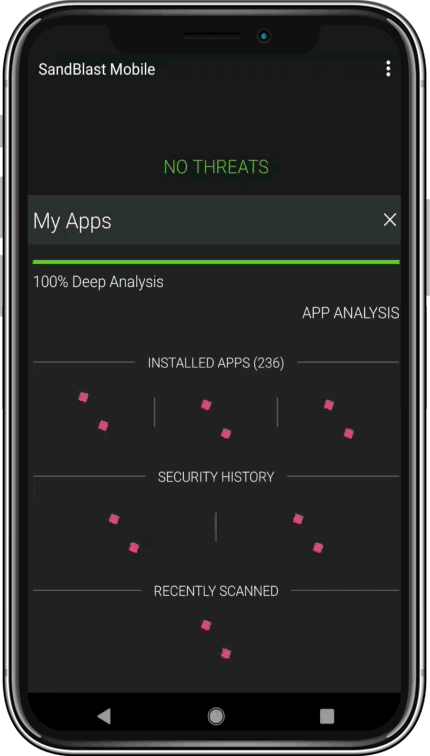 SandBlast Mobile
NO THREATS
My Apps
100% Deep Analysis
APP ANALYSIS
INSTALLED APPS (236)
SECURITY HISTORY
RECENTLY SCANNED